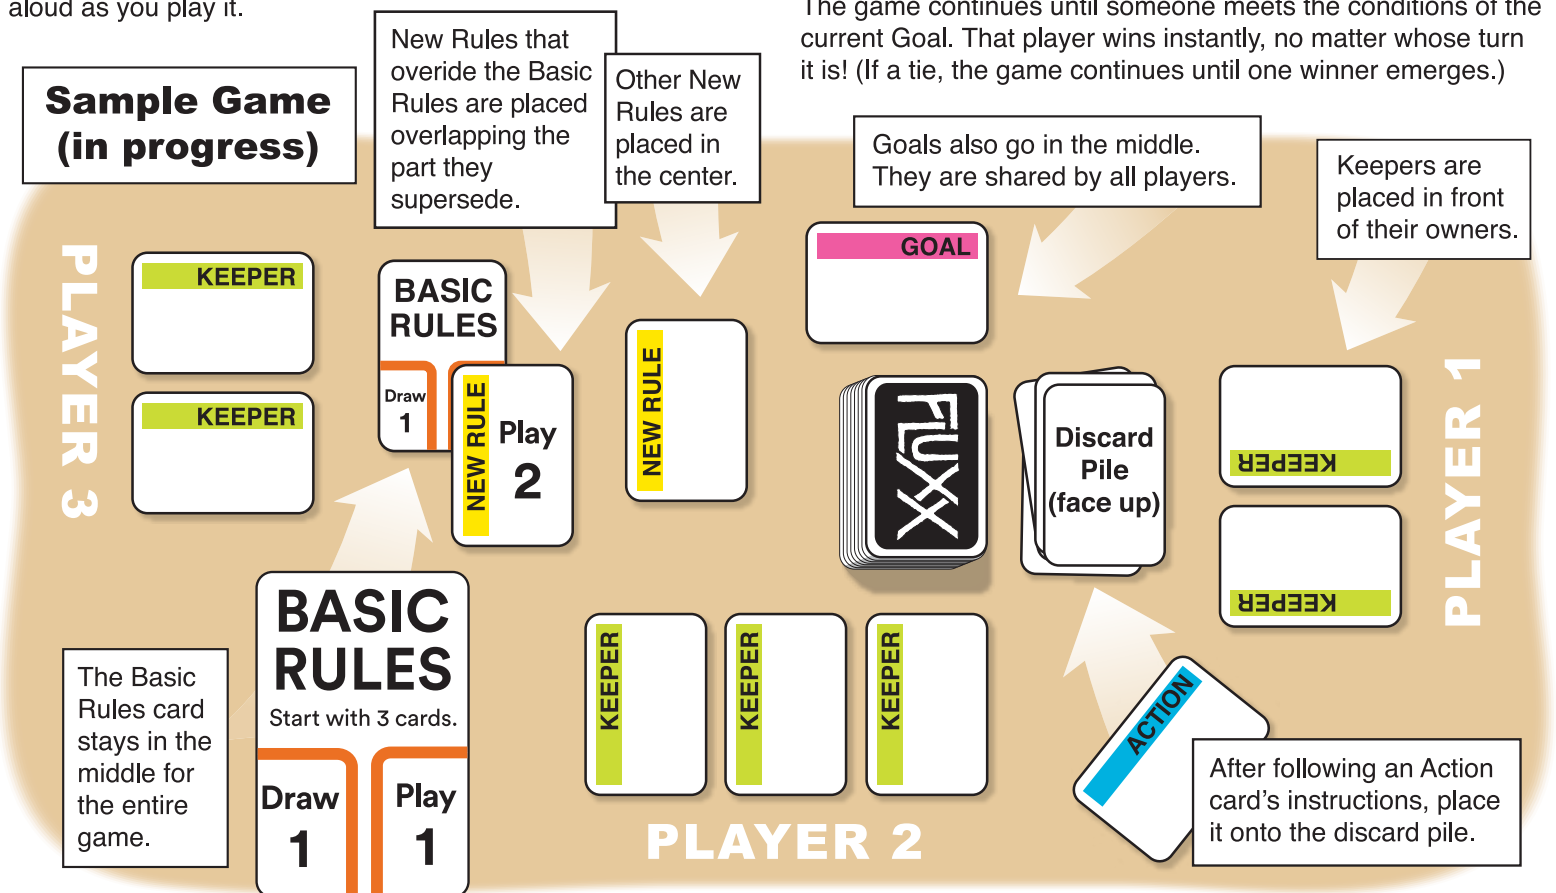 aloud as you play it.
The game continues until someone meets the conditions of the
current Goal. That player wins instantly, no matter whose turn
it is! (If a tie, the game continues until one winner emerges.)
Sample Game
(in progress)
New Rules that
overide the Basic
Rules are placed
overlapping the
part they
supersede.
Other New
Rules are
placed in
the center.
Goals also go in the middle.
They are shared by all players.
Keepers are
placed in front
of their owners.
PLAYER 3
KEEPER
KEEPER
BASIC
RULES
Draw
1
NEW RULE
Play
2
NEW RULE
GOAL
FLUXX
Discard
Pile
(face up)
KEEPER
KEEPER
PLAYER 1
The Basic
Rules card
stays in the
middle for
the entire
game.
BASIC
RULES
Start with 3 cards.
Draw
1
Play
1
KEEPER
KEEPER
KEEPER
PLAYER 2
ACTION
After following an Action
card's instructions, place
it onto the discard pile.